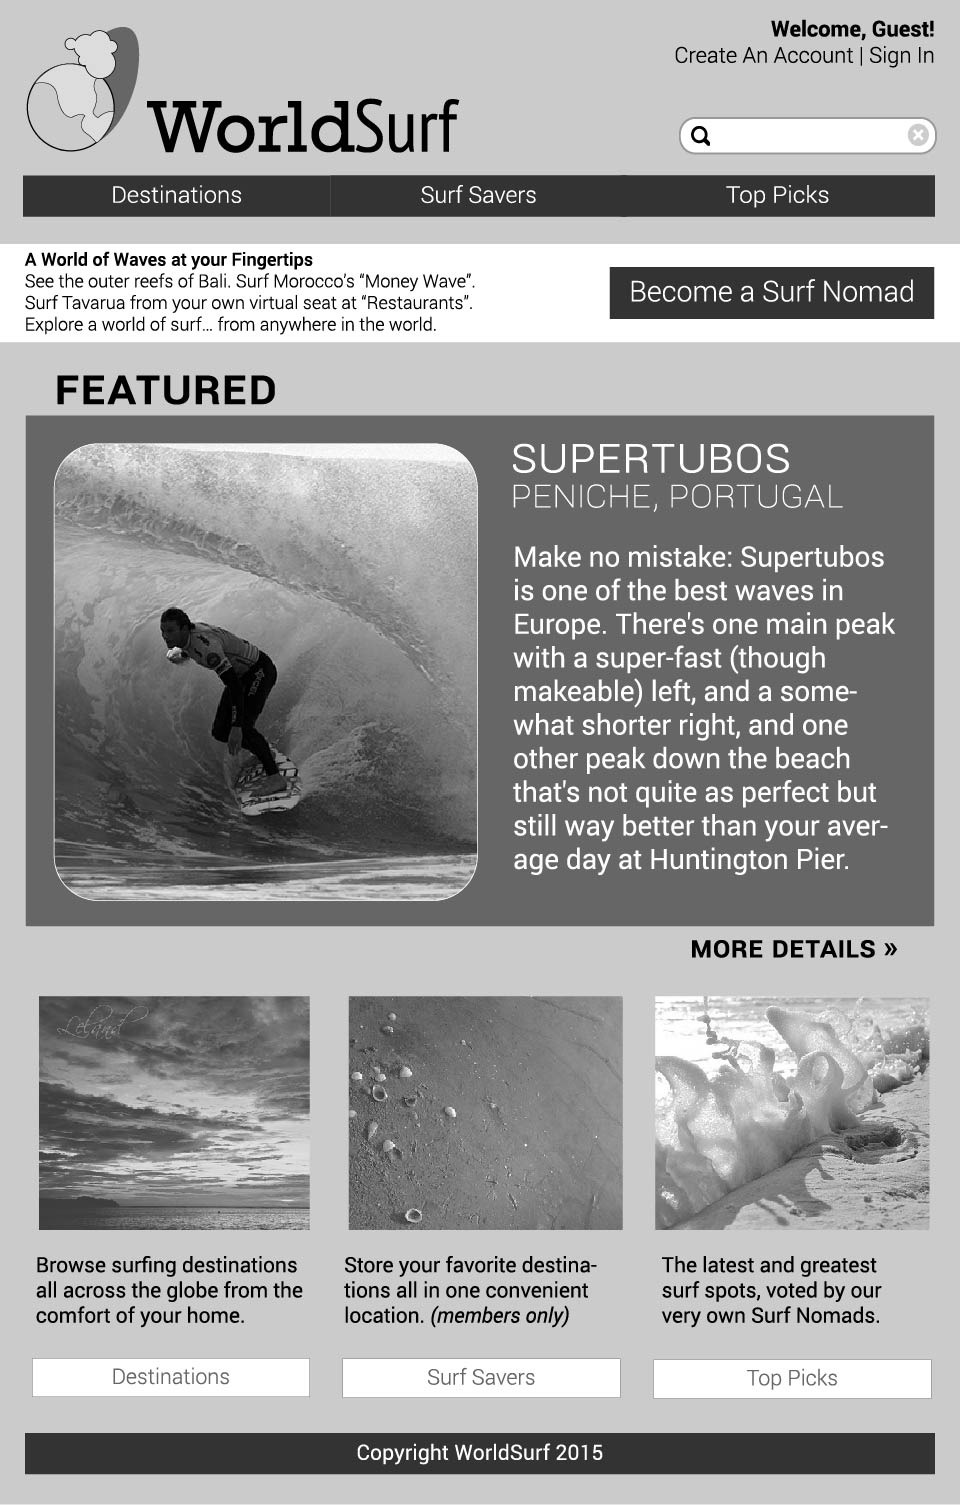 Welcome, Guest!
Create An Account | Sign In
WorldSurf
Destinations
Surf Savers
Top Picks
A World of Waves at your Fingertips
See the outer reefs of Bali. Surf Morocco's “Money Wave”.
Surf Tavarua from your own virtual seat at “Restaurants”.
Explore a world of surf... from anywhere in the world.
Become a Surf Nomad
FEATURED
SUPERTUBOS
PENICHE, PORTUGAL
Make no mistake: Supertubos
is one of the best waves in
Europe. There's one main peak
with a super-fast (though
makeable) left, and a some-
what shorter right, and one
other peak down the beach
that's not quite as perfect but
still way better than your aver-
age day at Huntington Pier.
MORE DETAILS »
Leland
Browse surfing destinations
all across the globe from the
comfort of your home.
Store your favorite destina-
tions all in one convenient
location. (members only)
The latest and greatest
surf spots, voted by our
very own Surf Nomads.
Destinations
Surf Savers
Top Picks
Copyright WorldSurf 2015